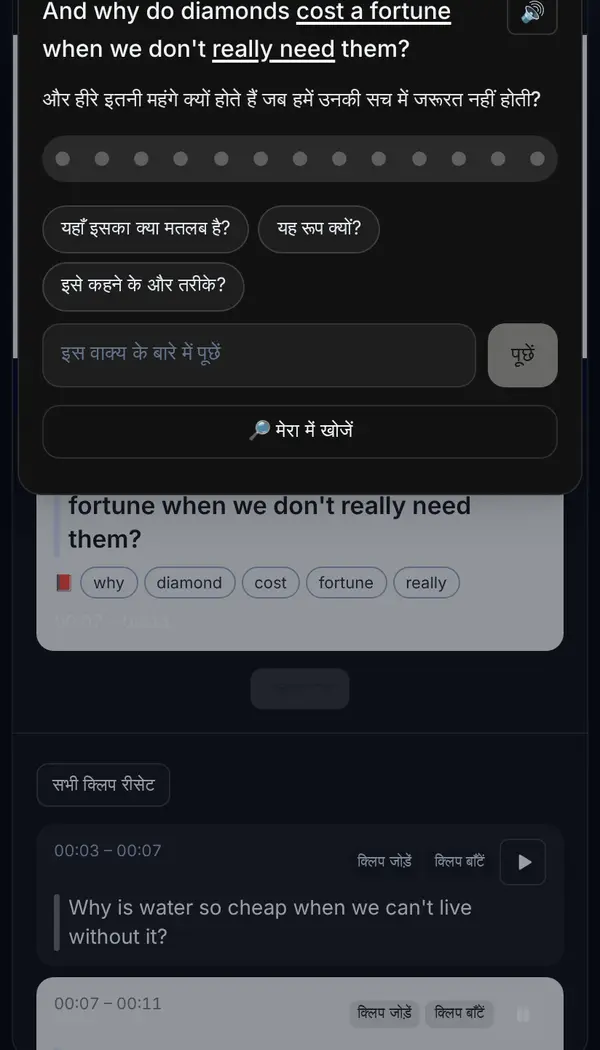 And why do diamonds cost a fortune
when we don't really need them?
और हीरे इतनी महंगे क्यों होते हैं जब हमें उनकी सच में जरूरत नहीं होती?
यहाँ इसका क्या मतलब है?
यह रूप क्यों?
इसे कहने के और तरीके?
इस वाक्य के बारे में पूछें
पूछें
मेरा में खोजें
fortune when we don't really need
them?
why diamond cost fortune really
सभी क्लिप रीसेट
00:03 – 00:07
क्लिप जोड़ें क्लिप बाँटें
Why is water so cheap when we can't live
without it?
00:07 – 00:11
क्लिप जोड़ें क्लिप बाँटें